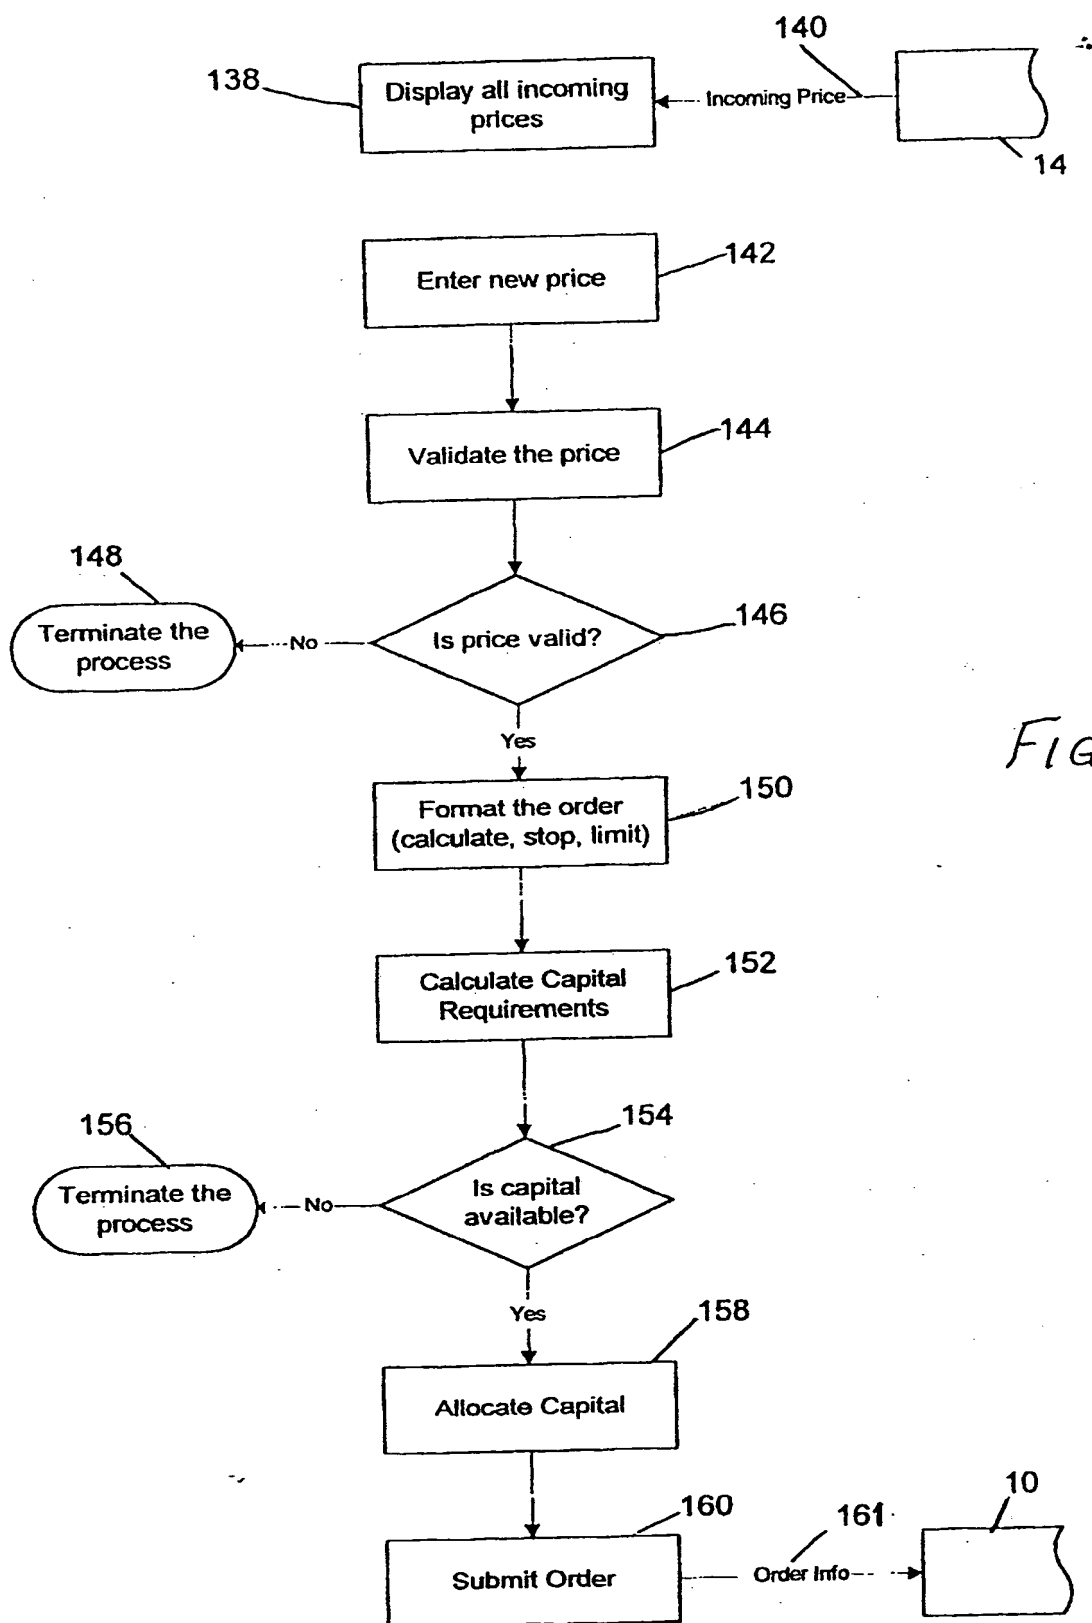 140
138
Display all incoming
prices
Incoming Price
14
Enter new price
142
Validate the price
144
148
Terminate the
process
No
Is price valid?
146
Yes
FIG
Format the order
(calculate, stop, limit)
150
Calculate Capital
Requirements
152
154
156
Terminate the
process
No
Is capital
available?
Yes
158
Allocate Capital
160
161
10
Submit Order
Order Info